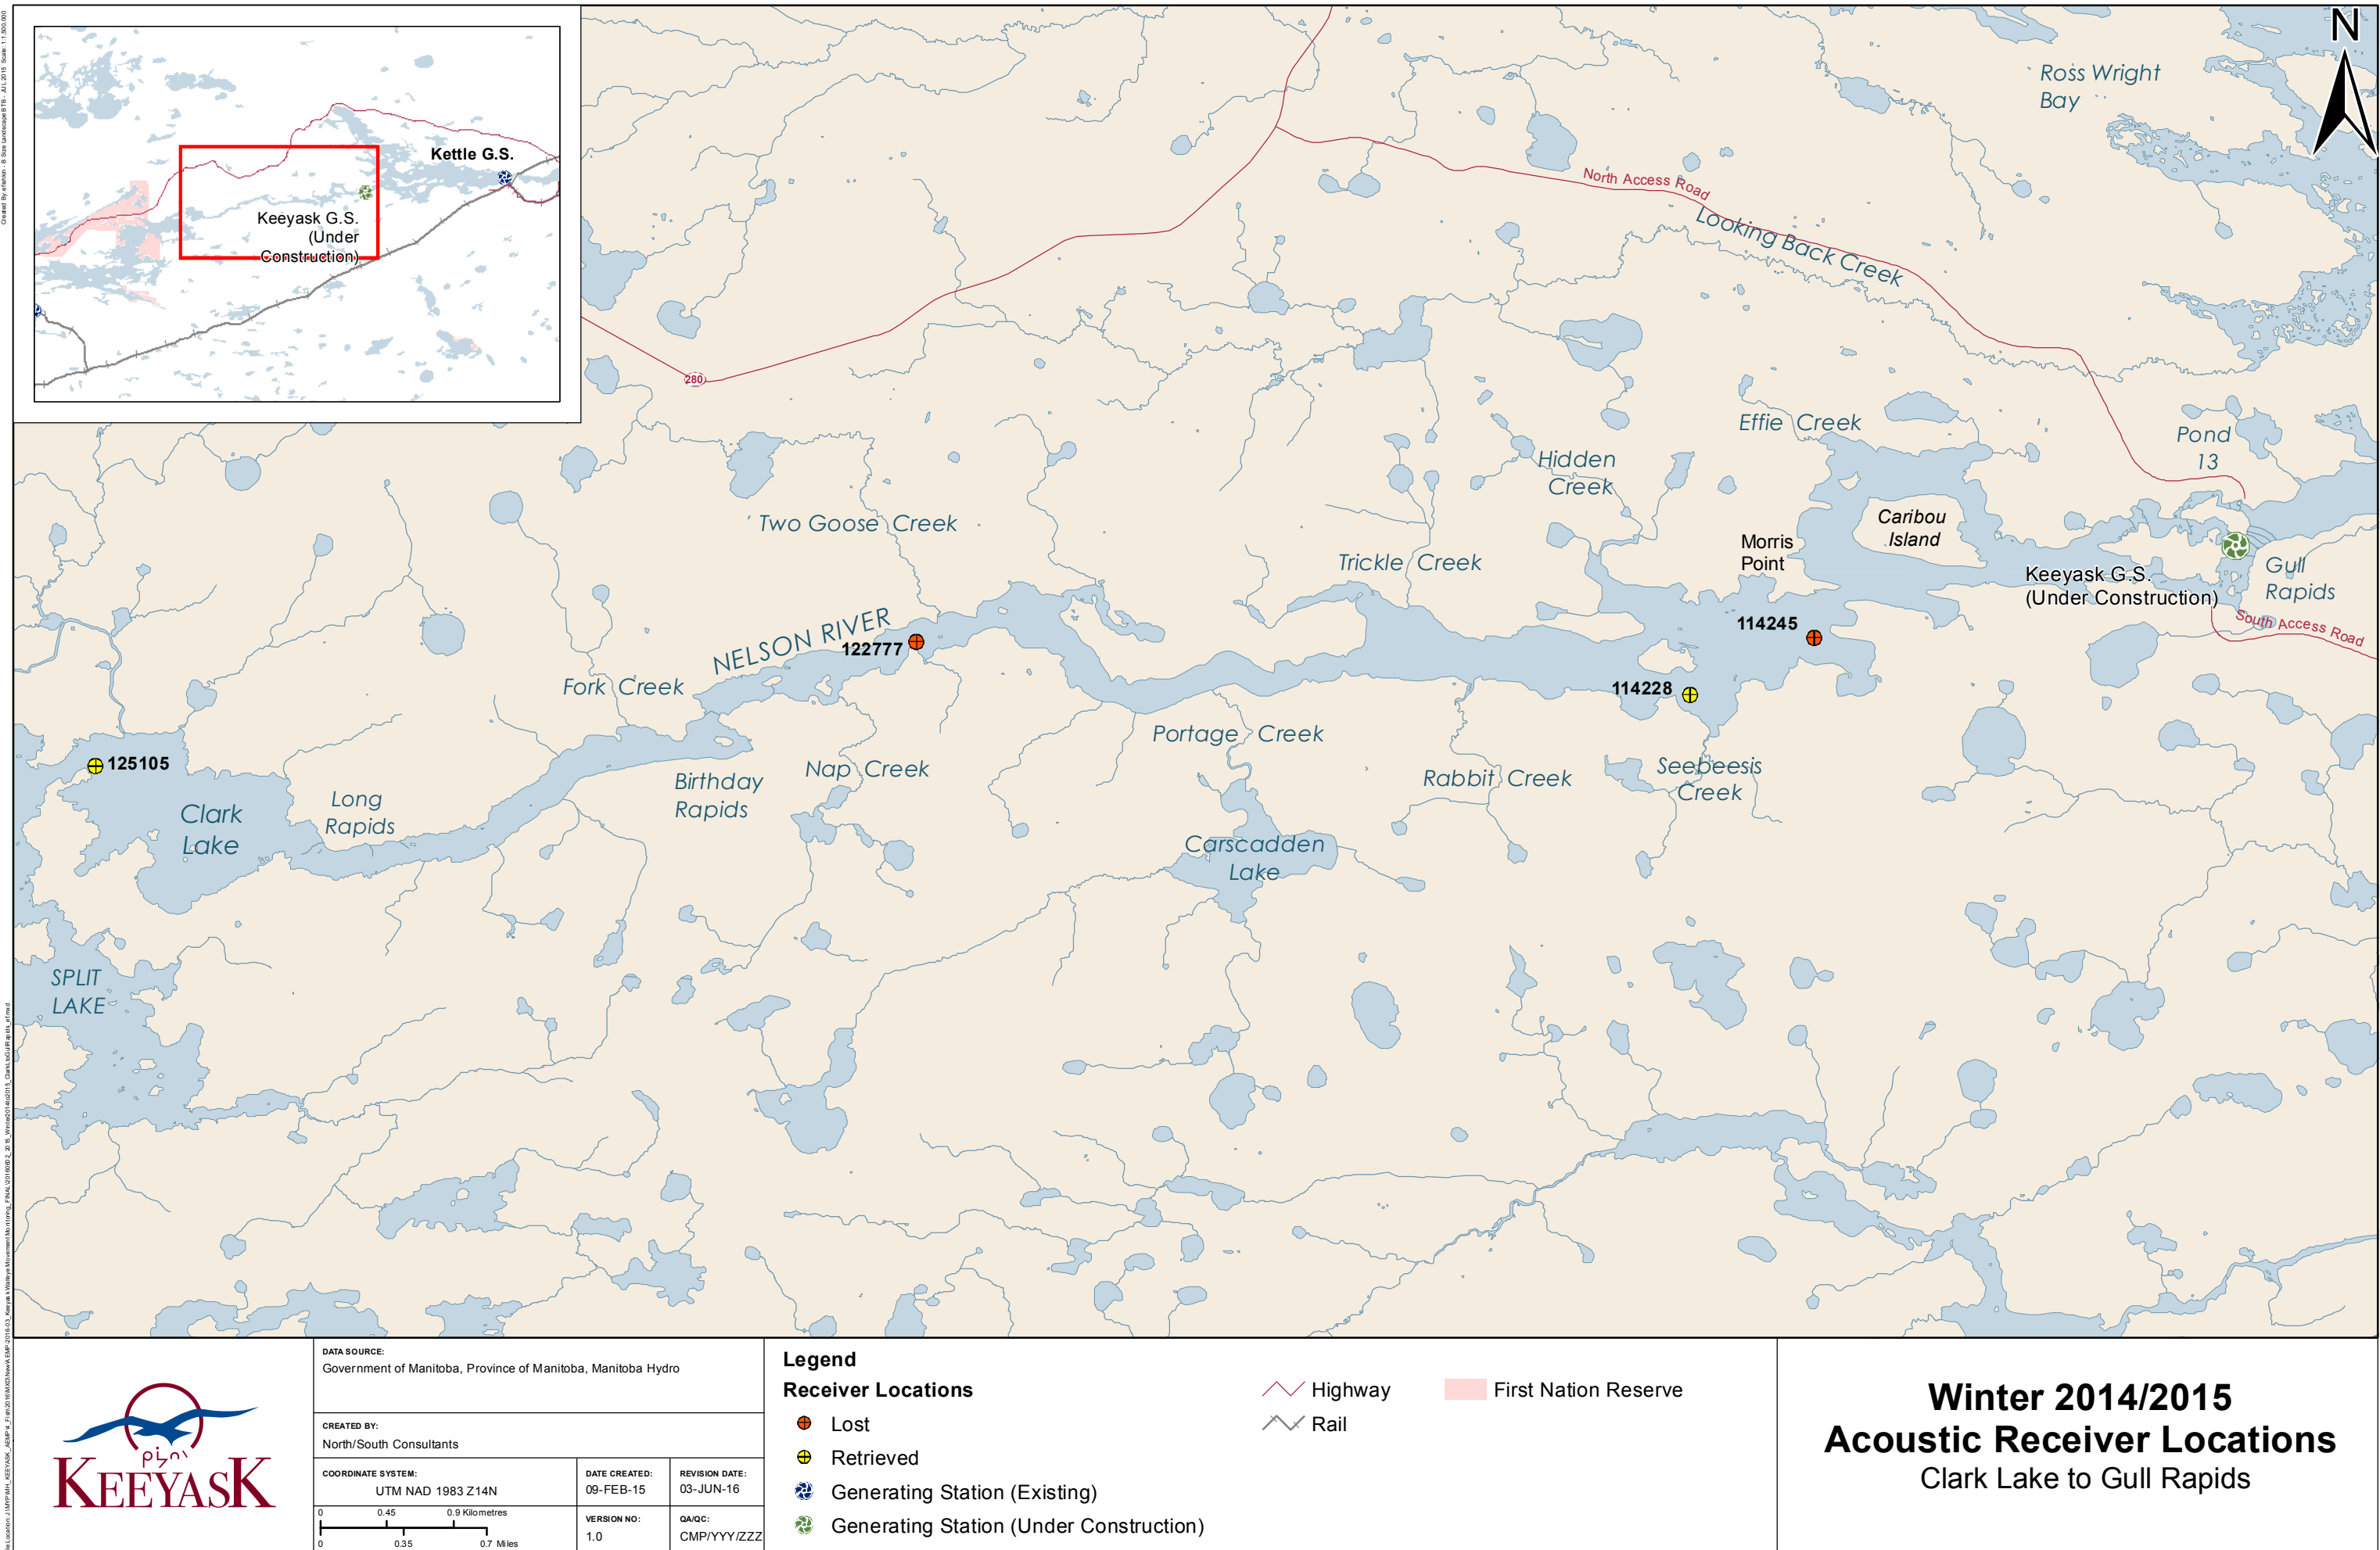 N
Ross Wright
Bay
Kettle G.S.
Keeyask G.S.
(Under
Construction)
North Access Road
Looking Back Creek
280
Effie Creek
Pond
13
Hidden
Creek
Caribou
Island
Morris
Point
Two Goose Creek
Trickle Creek
Gull
Rapids
Keeyask G.S.
(Under Construction)
South Access Road
NELSON RIVER
122777
114245
114228
Fork Creek
125105
Portage Creek
Nap Creek
Birthday
Rapids
Rabbit Creek
Seebeesis
Creek
Clark
Lake
Long
Rapids
Carscadden
Lake
SPLIT
LAKE
KEEYASK
DATA SOURCE:
Government of Manitoba, Province of Manitoba, Manitoba Hydro
CREATED BY:
North/South Consultants
COORDINATE SYSTEM:
UTM NAD 1983 Z14N
DATE CREATED:
09-FEB-15
REVISION DATE:
03-JUN-16
0 0.45 0.9 Kilometres
0 0.35 0.7 Miles
VERSION NO:
1.0
QA/QC:
CMP/YYY/ZZZ
Legend
Receiver Locations
Lost
Retrieved
Generating Station (Existing)
Generating Station (Under Construction)
Highway
Rail
First Nation Reserve
Winter 2014/2015
Acoustic Receiver Locations
Clark Lake to Gull Rapids